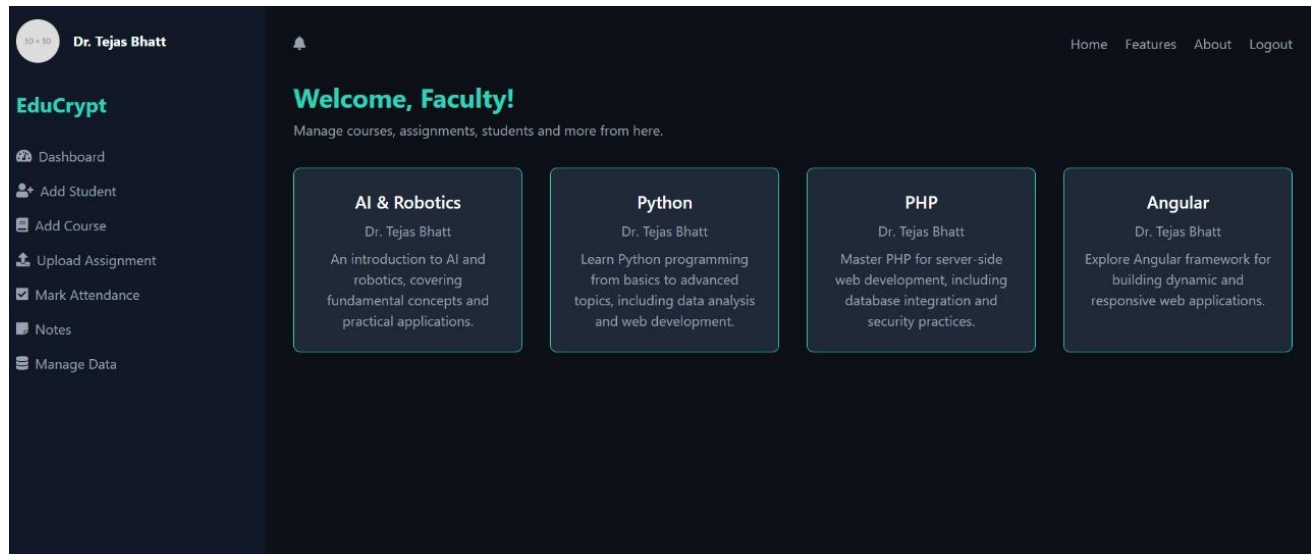 50 × 50
Dr. Tejas Bhatt
EduCrypt
Dashboard
Add Student
Add Course
Upload Assignment
Mark Attendance
Notes
Manage Data
Home Features About Logout
Welcome, Faculty!
Manage courses, assignments, students and more from here.
AI & Robotics
Dr. Tejas Bhatt
An introduction to AI and
robotics, covering
fundamental concepts and
practical applications.
Python
Dr. Tejas Bhatt
Learn Python programming
from basics to advanced
topics, including data analysis
and web development.
PHP
Dr. Tejas Bhatt
Master PHP for server-side
web development, including
database integration and
security practices.
Angular
Dr. Tejas Bhatt
Explore Angular framework for
building dynamic and
responsive web applications.